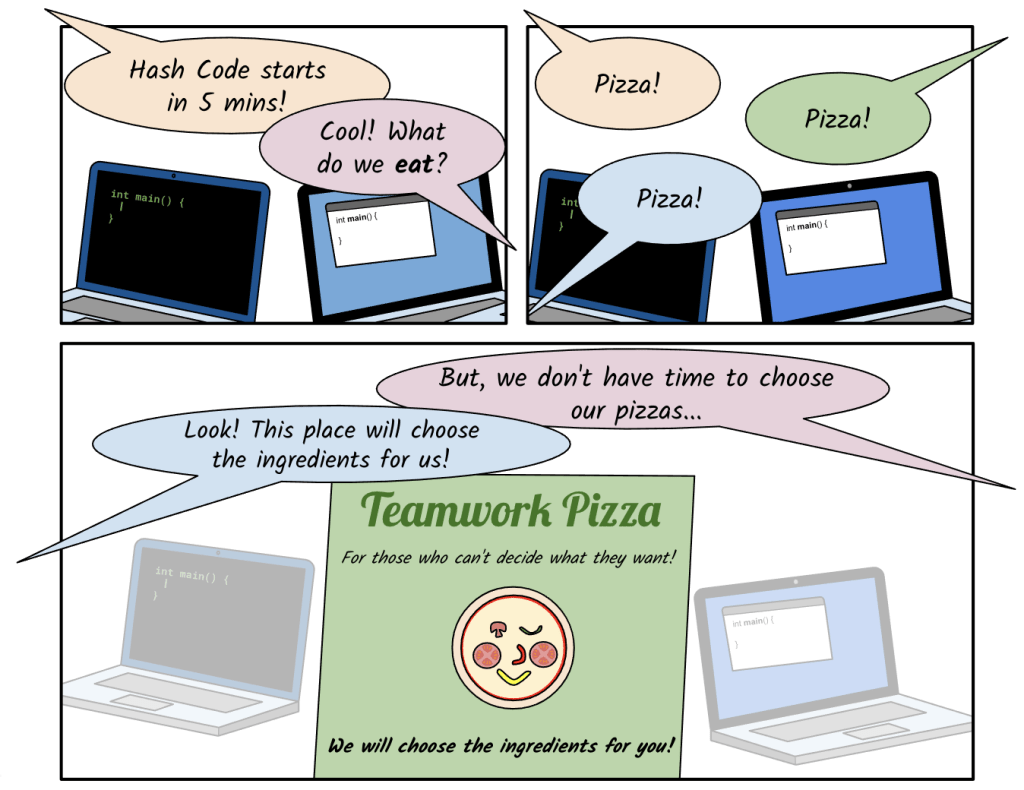 Hash Code starts
in 5 mins!
Cool! What
do we eat?
int main() {
}
int main() {
}
Pizza!
Pizza!
Pizza!
int
}
int main() {
}
But, we don't have time to choose
our pizzas...
Look! This place will choose
the ingredients for us!
Teamwork Pizza
For those who can't decide what they want!
We will choose the ingredients for you!
int main() {
}
int main() {
}